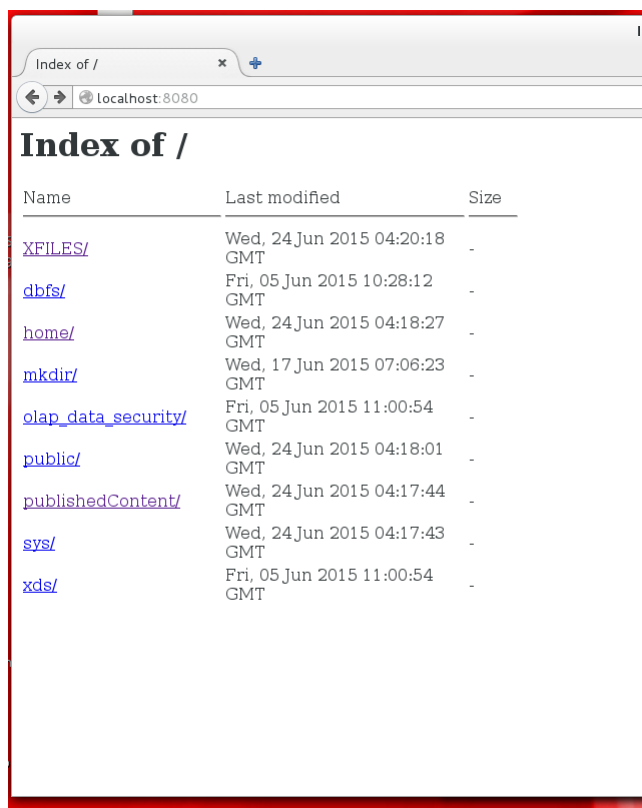 I
Index of /
localhost:8080
Index of /
Name Last modified Size
XFILES/ Wed, 24 Jun 2015 04:20:18 GMT -
dbfs/ Fri, 05 Jun 2015 10:28:12 GMT -
home/ Wed, 24 Jun 2015 04:18:27 GMT -
mkdir/ Wed, 17 Jun 2015 07:06:23 GMT -
olap_data_security/ Fri, 05 Jun 2015 11:00:54 GMT -
public/ Wed, 24 Jun 2015 04:18:01 GMT -
publishedContent/ Wed, 24 Jun 2015 04:17:44 GMT -
sys/ Wed, 24 Jun 2015 04:17:43 GMT -
xds/ Fri, 05 Jun 2015 11:00:54 GMT -